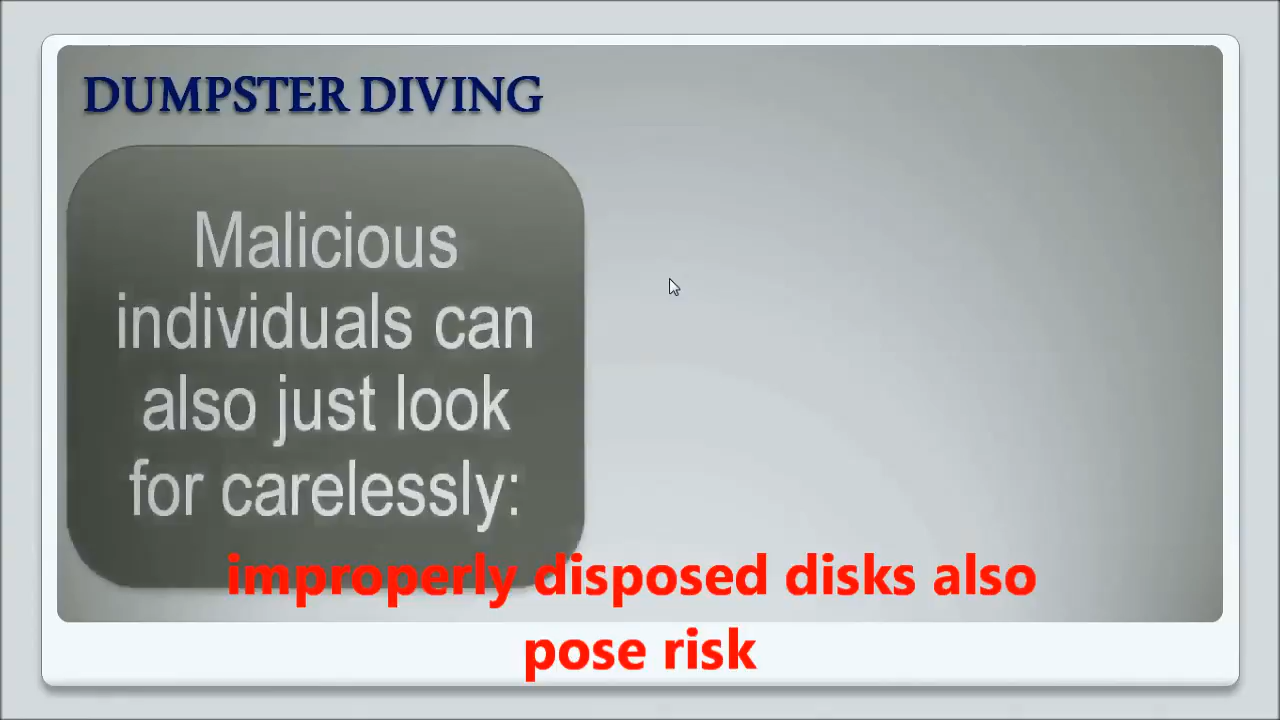 DUMPSTER DIVING
Malicious
individuals can
also just look
for carelessly:
improperly disposed disks also
pose risk